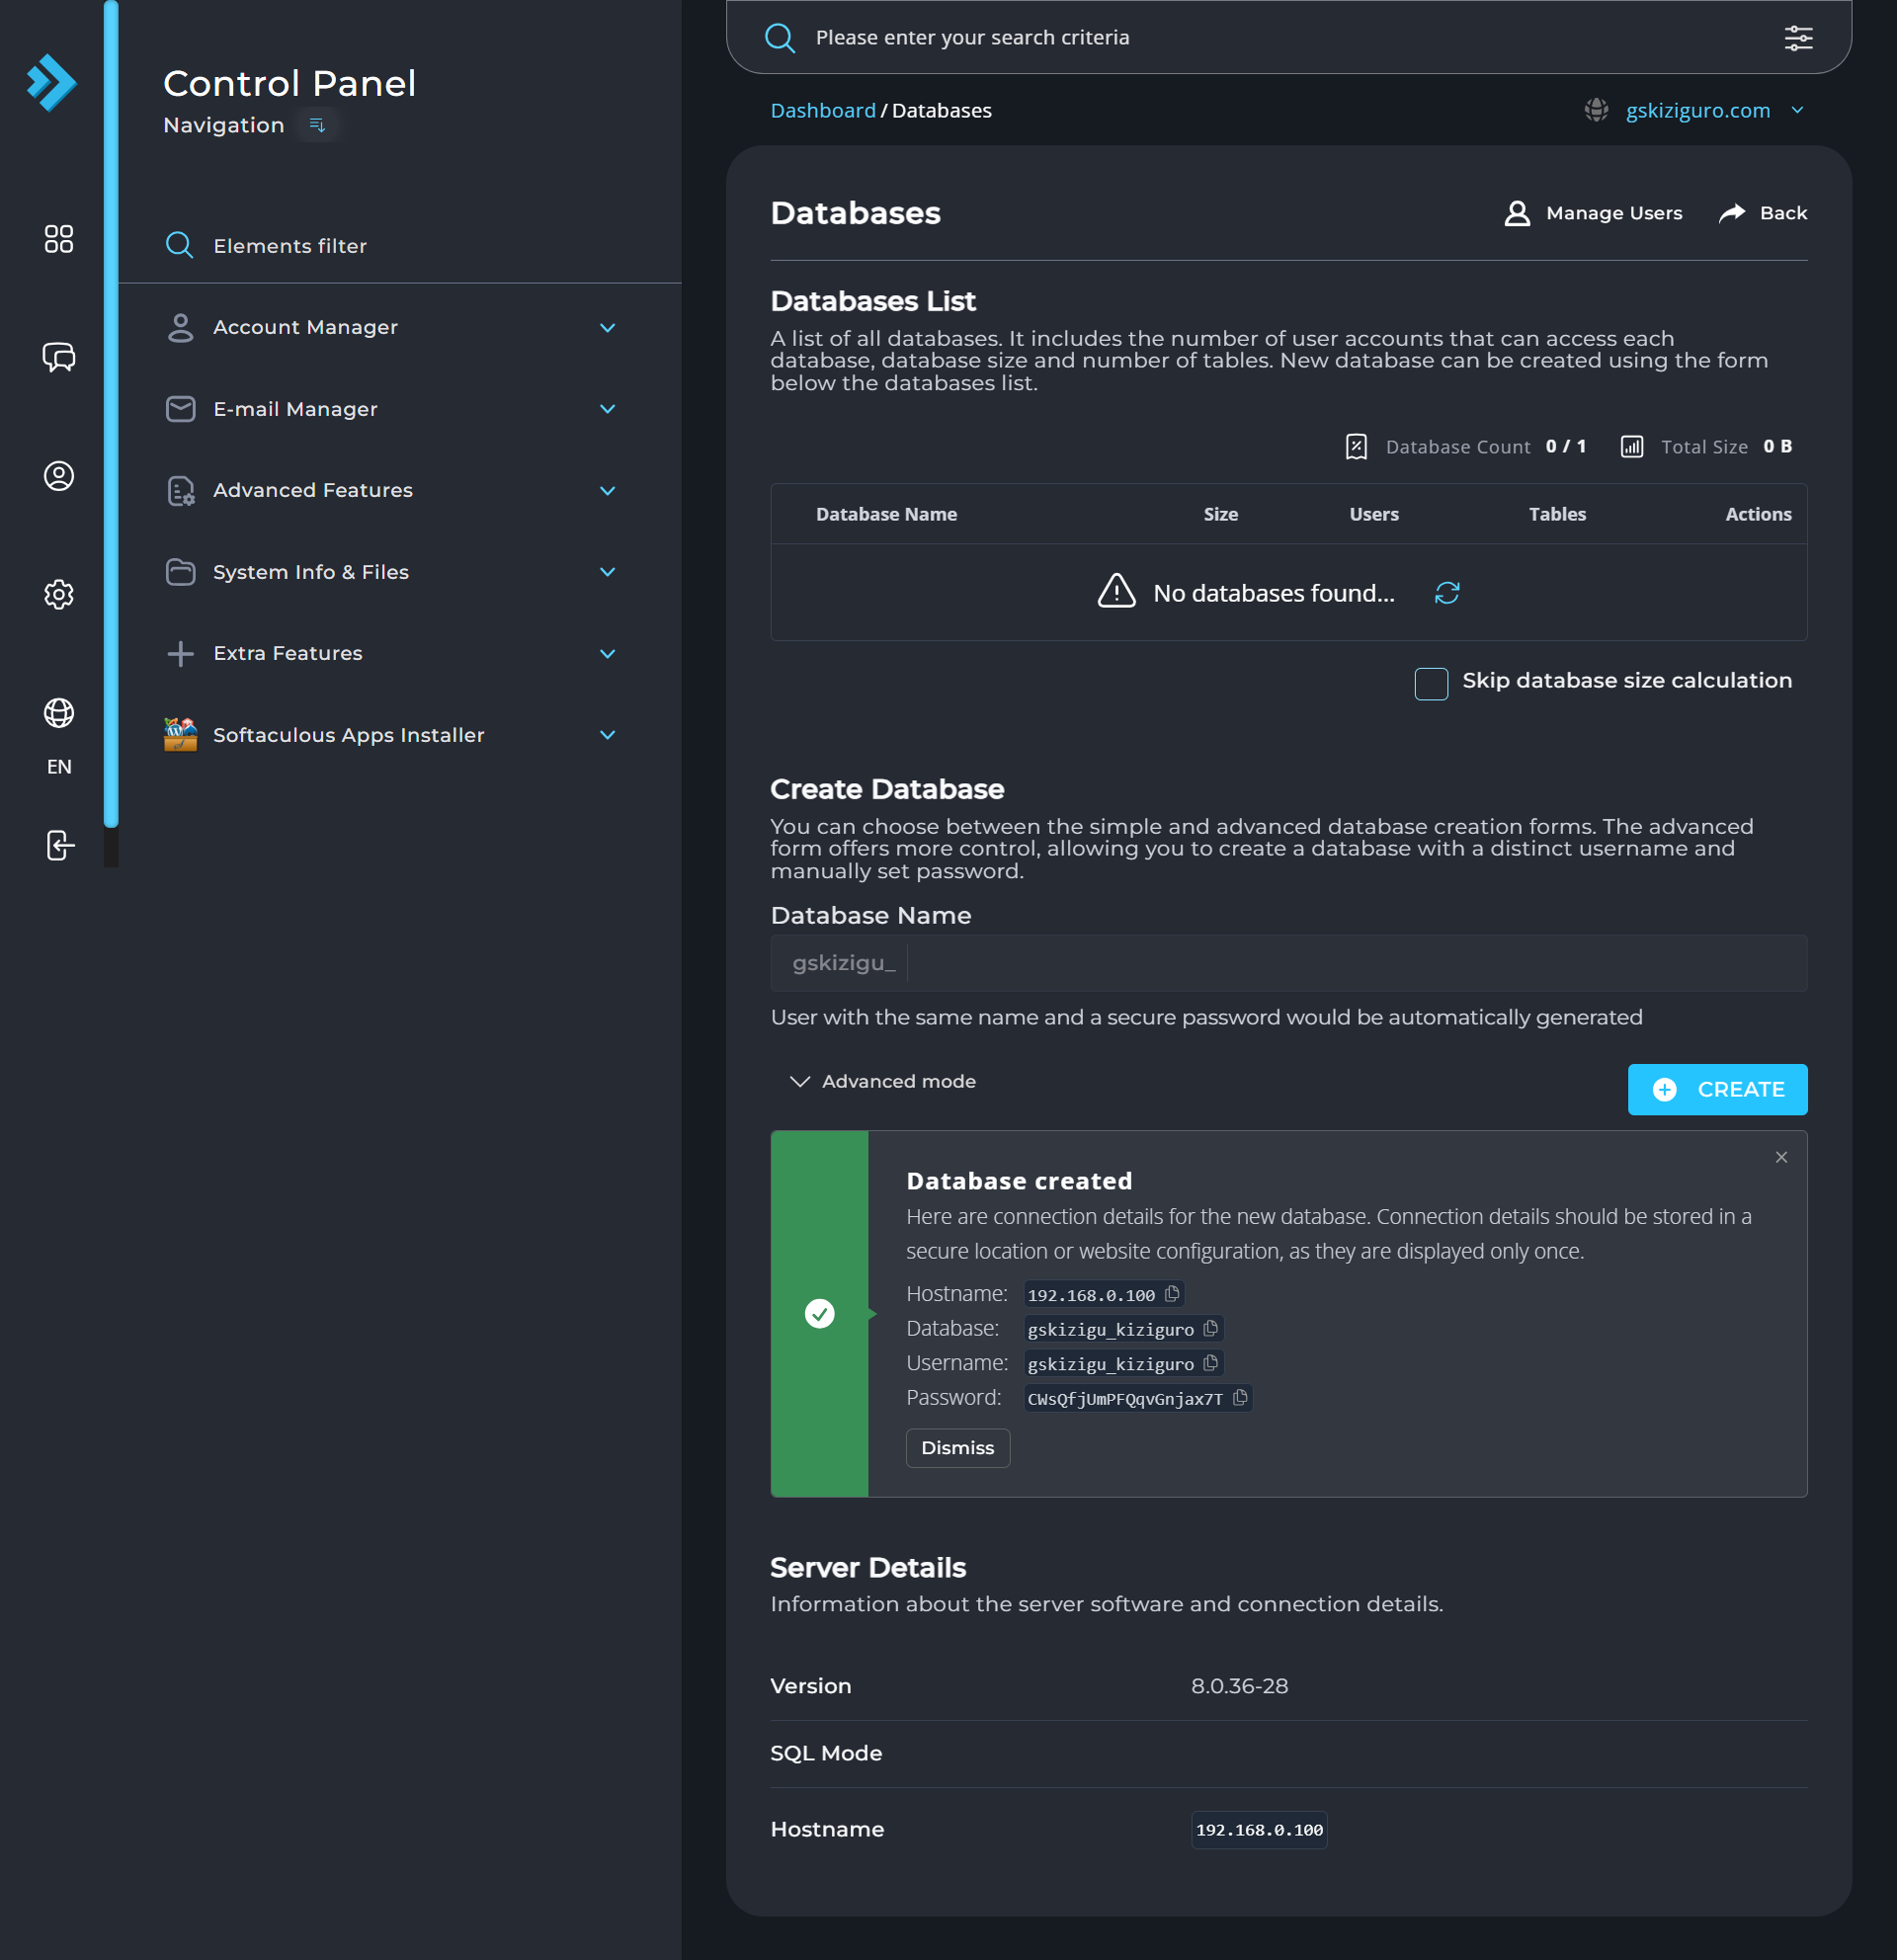 Control Panel
Navigation
Elements filter
Account Manager
E-mail Manager
Advanced Features
System Info & Files
Extra Features
Softaculous Apps Installer
EN
Please enter your search criteria
Dashboard / Databases
gskiziguro.com
Databases
Manage Users
Back
Databases List
A list of all databases. It includes the number of user accounts that can access each
database, database size and number of tables. New database can be created using the form
below the databases list.
Database Count 0 / 1
Total Size 0 B
Database Name Size Users Tables Actions
No databases found...
Skip database size calculation
Create Database
You can choose between the simple and advanced database creation forms. The advanced
form offers more control, allowing you to create a database with a distinct username and
manually set password.
Database Name
gskizigu_
User with the same name and a secure password would be automatically generated
Advanced mode
CREATE
Database created
Here are connection details for the new database. Connection details should be stored in a
secure location or website configuration, as they are displayed only once.
Hostname: 192.168.0.100
Database: gskizigu_kiziguro
Username: gskizigu_kiziguro
Password: CWsQfjUmPFQqvGnjax7T
Dismiss
Server Details
Information about the server software and connection details.
Version 8.0.36-28
SQL Mode
Hostname 192.168.0.100